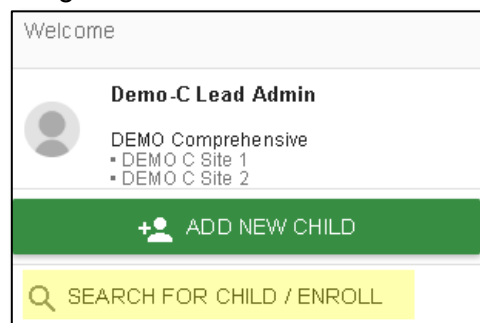 Welcome
Demo-C Lead Admin
DEMO Comprehensive
▪ DEMO C Site 1
▪ DEMO C Site 2
ADD NEW CHILD
SEARCH FOR CHILD / ENROLL